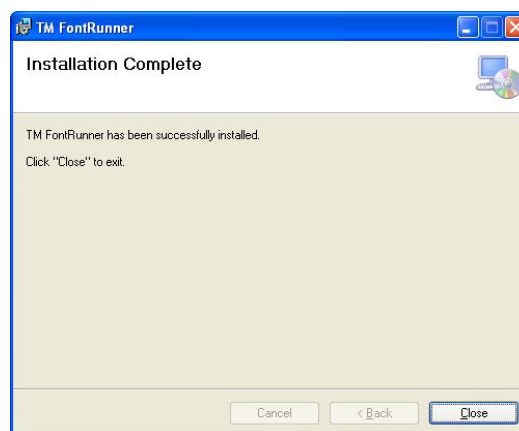 TM FontRunner
Installation Complete
TM FontRunner has been successfully installed.
Click "Close" to exit.
Cancel
< Back
Close